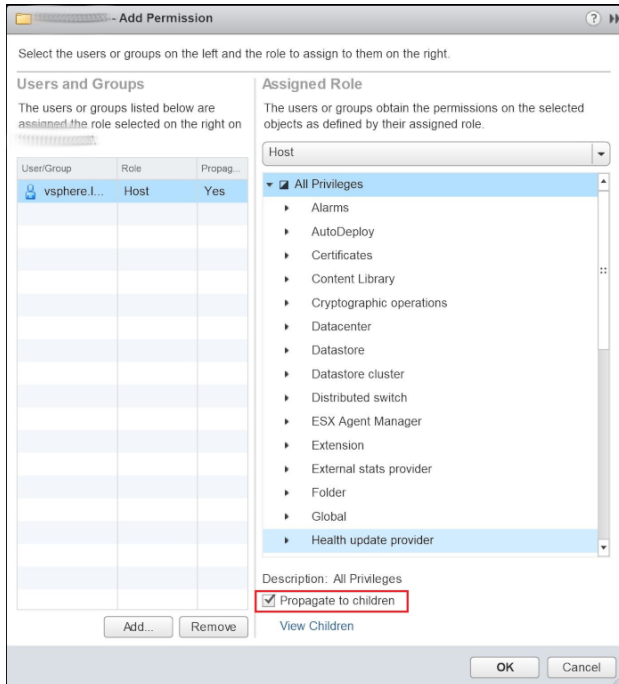 - Add Permission
?
Select the users or groups on the left and the role to assign to them on the right.
Users and Groups
The users or groups listed below are
assigned the role selected on the right on
User/Group Role Propag...
vsphere.l... Host Yes
Add... Remove
Assigned Role
The users or groups obtain the permissions on the selected
objects as defined by their assigned role.
Host
All Privileges
Alarms
AutoDeploy
Certificates
Content Library
Cryptographic operations
Datacenter
Datastore
Datastore cluster
Distributed switch
ESX Agent Manager
Extension
External stats provider
Folder
Global
Health update provider
Description: All Privileges
Propagate to children
View Children
OK Cancel